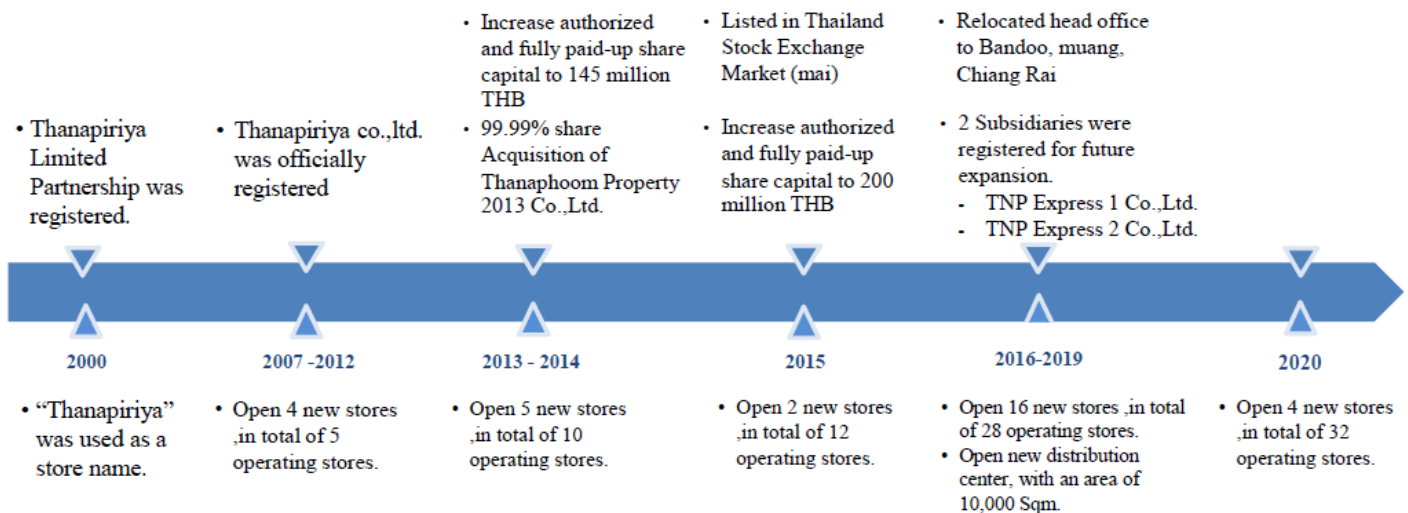 • Thanapiriya
Limited
Partnership was
registered.
• Thanapiriya co.,ltd.
was officially
registered
• Increase authorized
and fully paid-up share
capital to 145 million
THB
• 99.99% share
Acquisition of
Thanaphoom Property
2013 Co.,Ltd.
• Listed in Thailand
Stock Exchange
Market (mai)
• Increase authorized
and fully paid-up
share capital to 200
million THB
• Relocated head office
to Bandoo, muang,
Chiang Rai
• 2 Subsidiaries were
registered for future
expansion.
- TNP Express 1 Co.,Ltd.
- TNP Express 2 Co.,Ltd.
2000
2007 -2012
2013 - 2014
2015
2016-2019
2020
• “Thanapiriya”
was used as a
store name.
• Open 4 new stores
,in total of 5
operating stores.
• Open 5 new stores
,in total of 10
operating stores.
• Open 2 new stores
,in total of 12
operating stores.
• Open 16 new stores ,in total
of 28 operating stores.
• Open new distribution
center, with an area of
10,000 Sqm.
• Open 4 new stores
,in total of 32
operating stores.